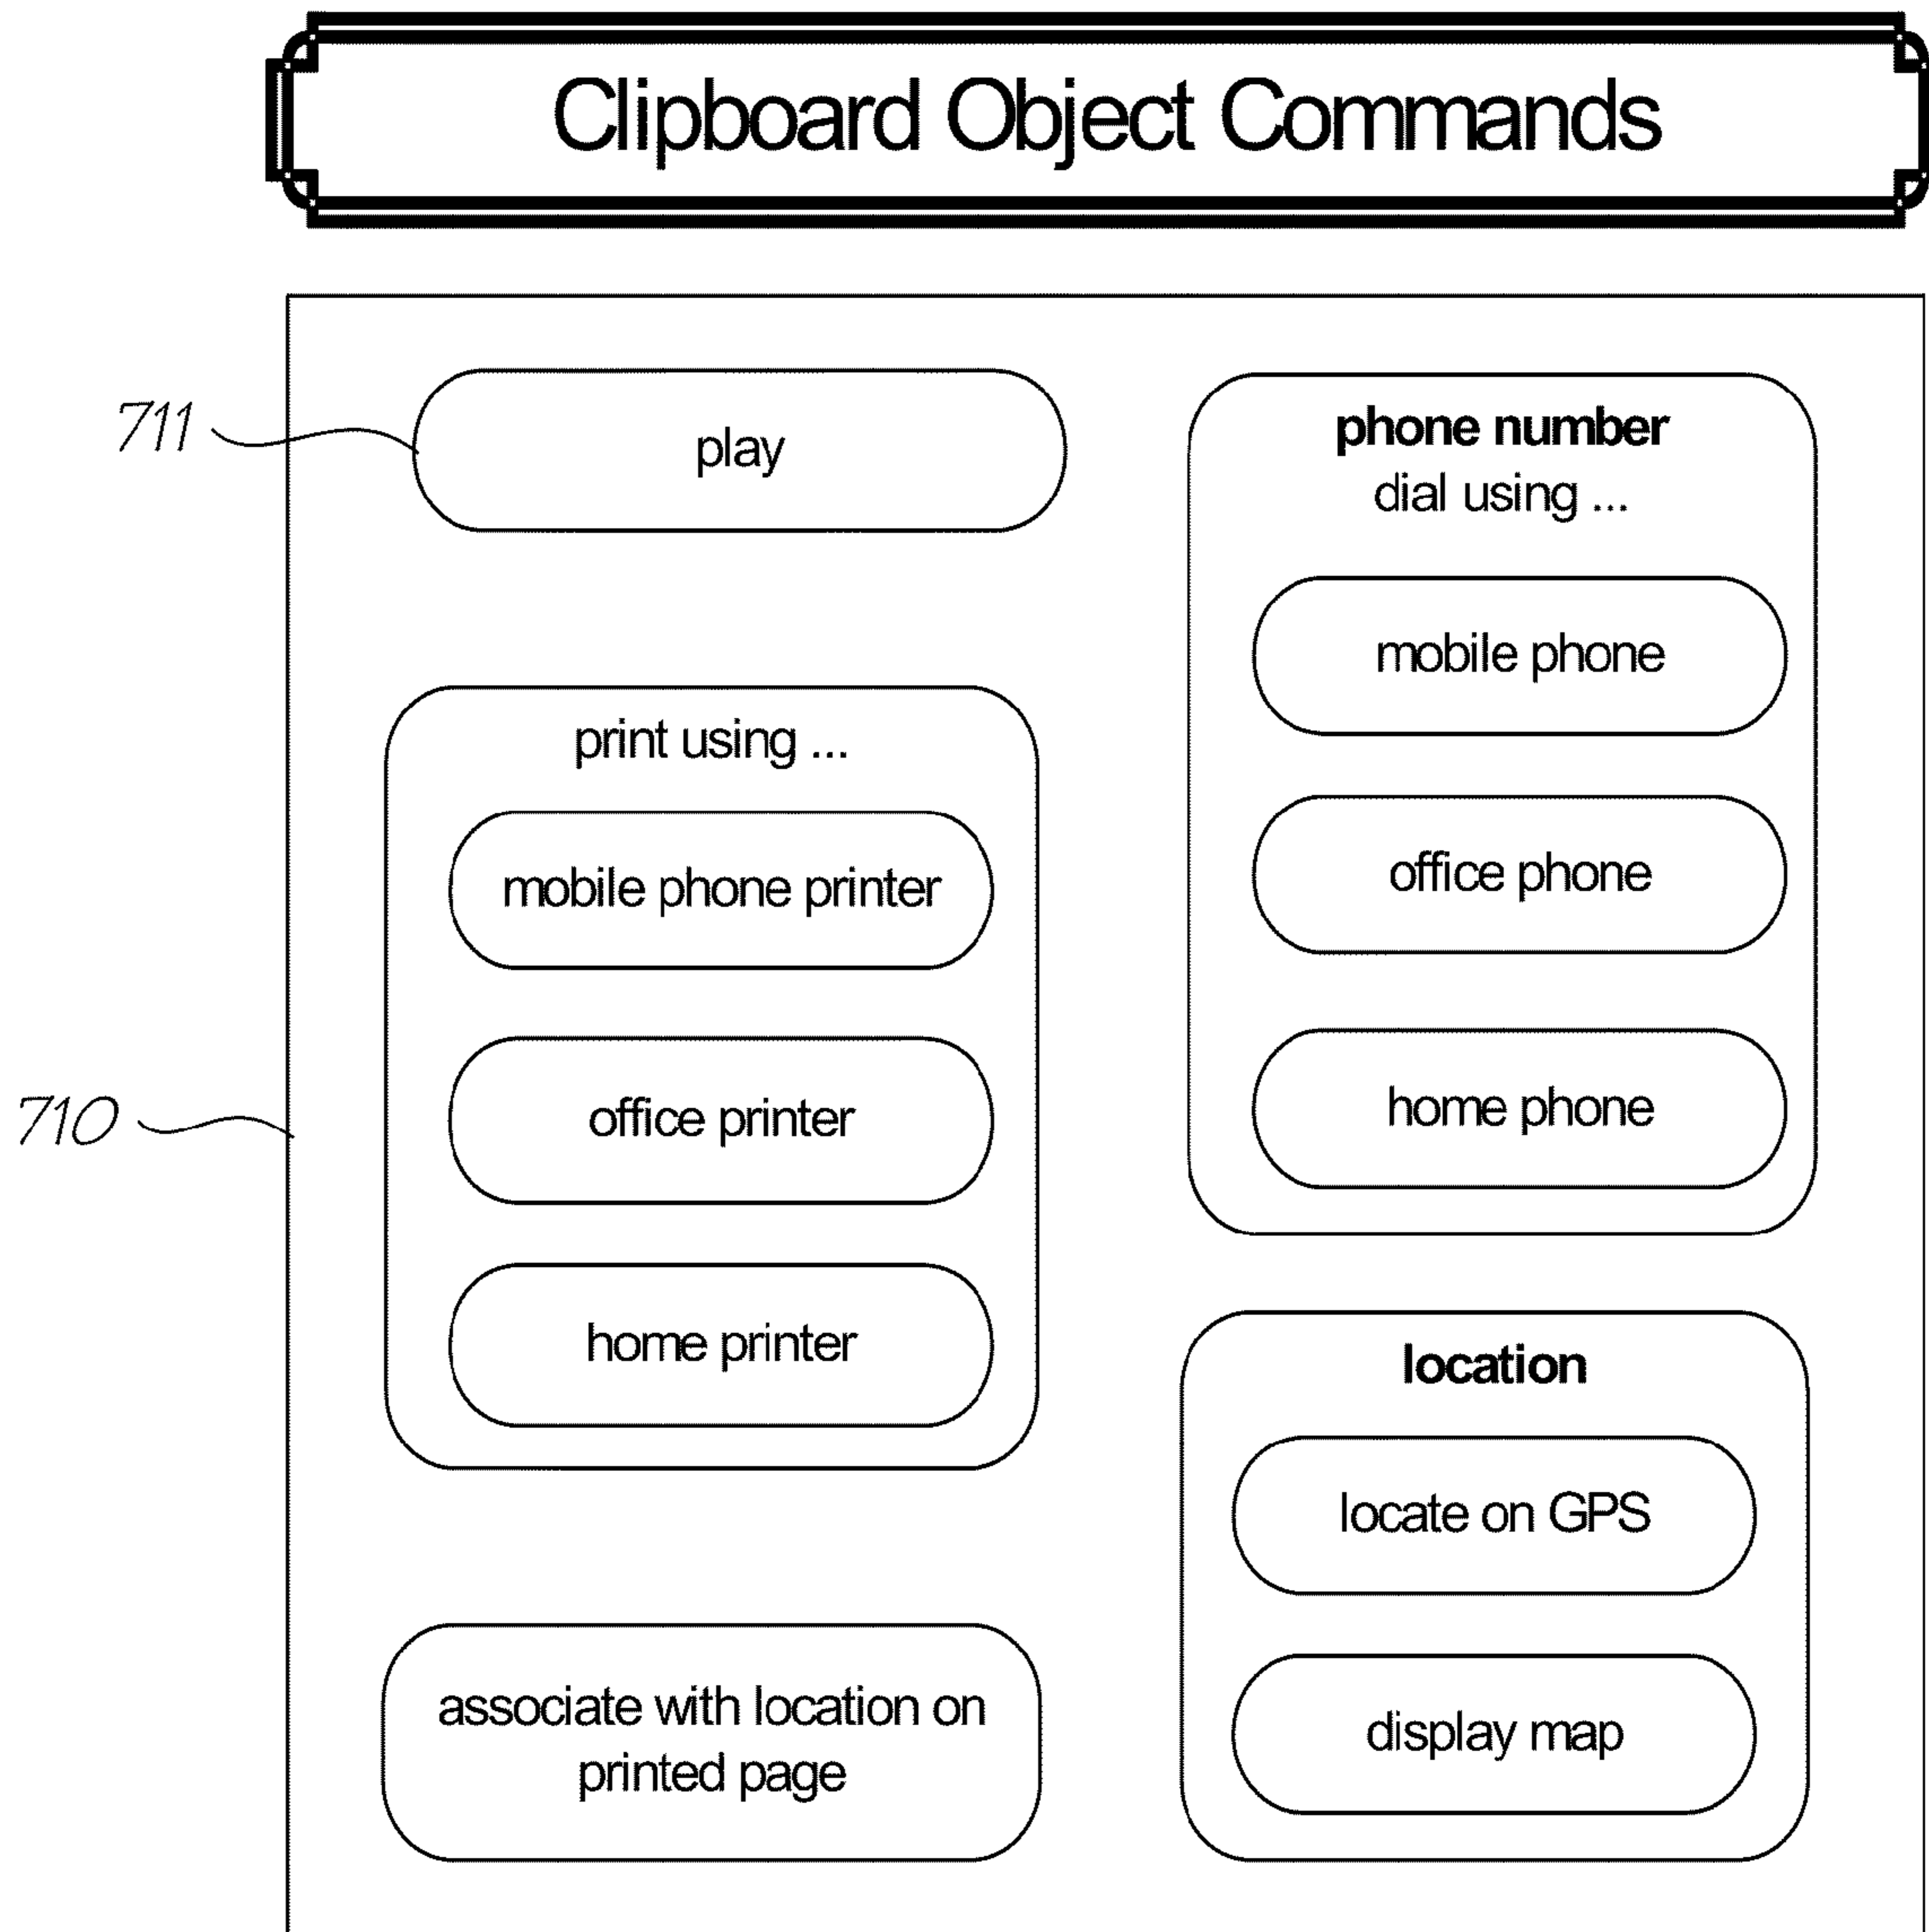 Clipboard Object Commands
711
play
print using ...
mobile phone printer
office printer
710
home printer
associate with location on
printed page
phone number
dial using ...
mobile phone
office phone
home phone
location
locate on GPS
display map